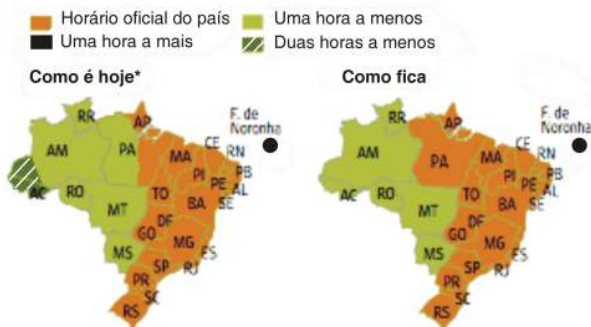 Horário oficial do país
Uma hora a menos
Uma hora a mais
Duas horas a menos
Como é hoje*
RR
AP
F. de
Noronha
AM
PA
MA
CE
RN
PB
PI
PE
AL
AC
RO
TO
SE
MT
BA
DF
GO
MG
MS
ES
SP
RJ
PR
SC
RS
Como fica
RR
AP
F. de
Noronha
AM
PA
MA
CE
RN
PB
PI
PE
AL
AC
RO
TO
SE
MT
BA
DF
GO
MG
MS
ES
SP
RJ
PR
SC
RS